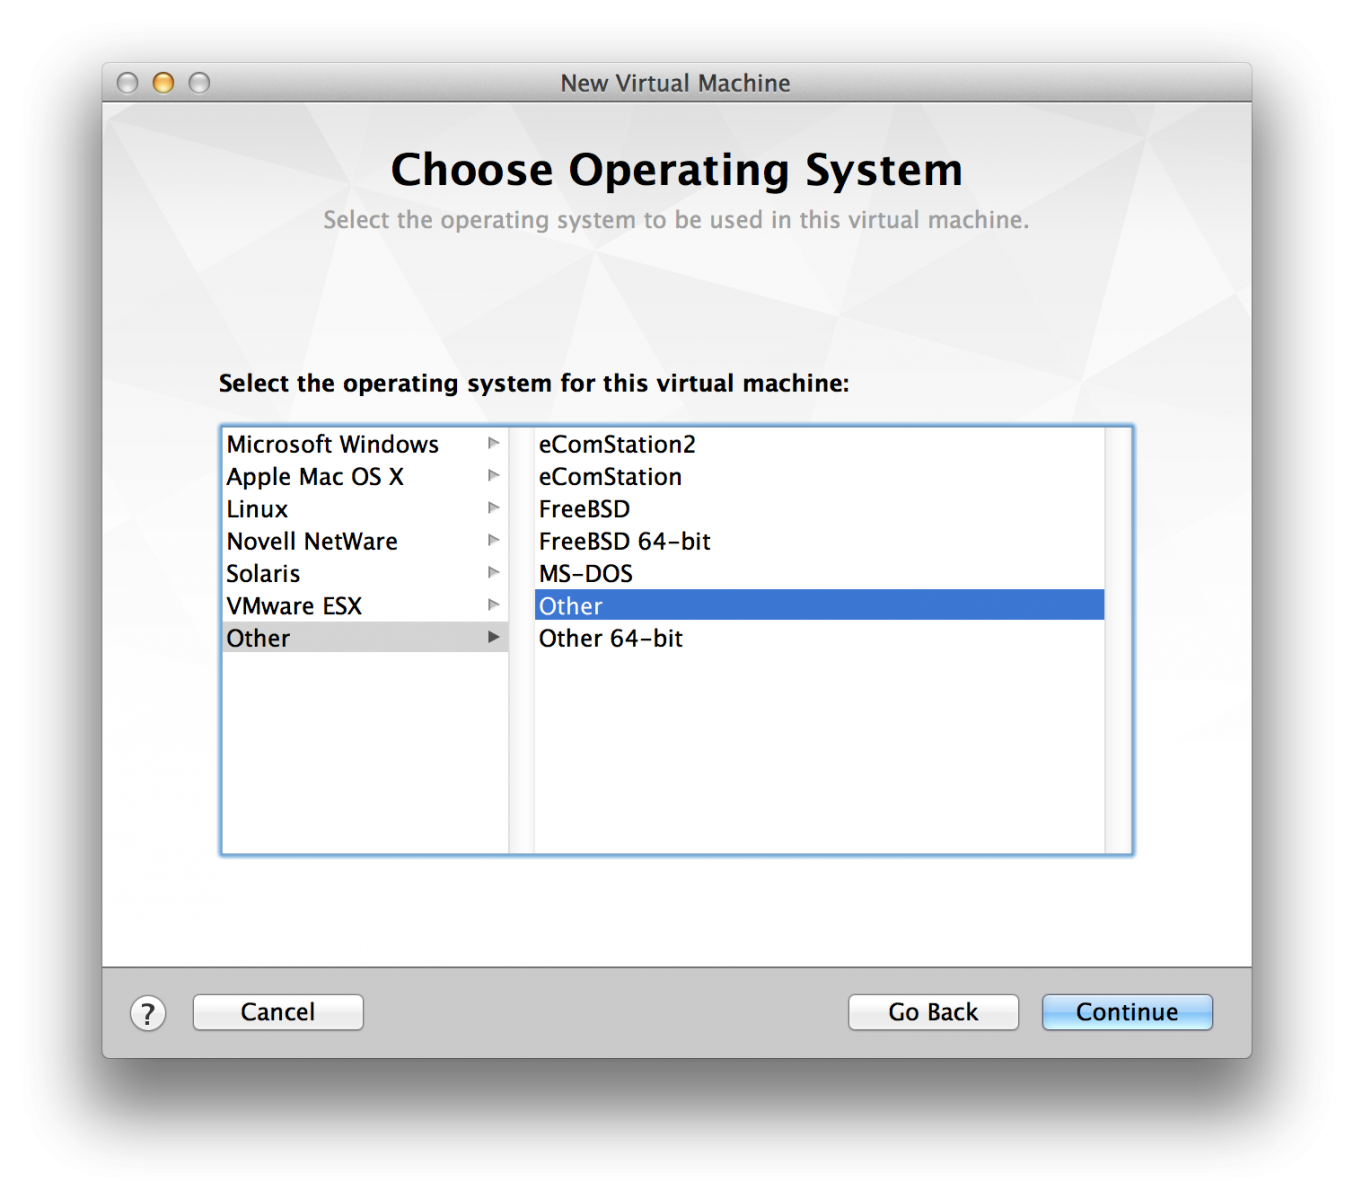 New Virtual Machine
Choose Operating System
Select the operating system to be used in this virtual machine.
Select the operating system for this virtual machine:
Microsoft Windows
Apple Mac OS X
Linux
Novell NetWare
Solaris
VMware ESX
Other
eComStation2
eComStation
FreeBSD
FreeBSD 64-bit
MS-DOS
Other
Other 64-bit
?
Cancel
Go Back
Continue